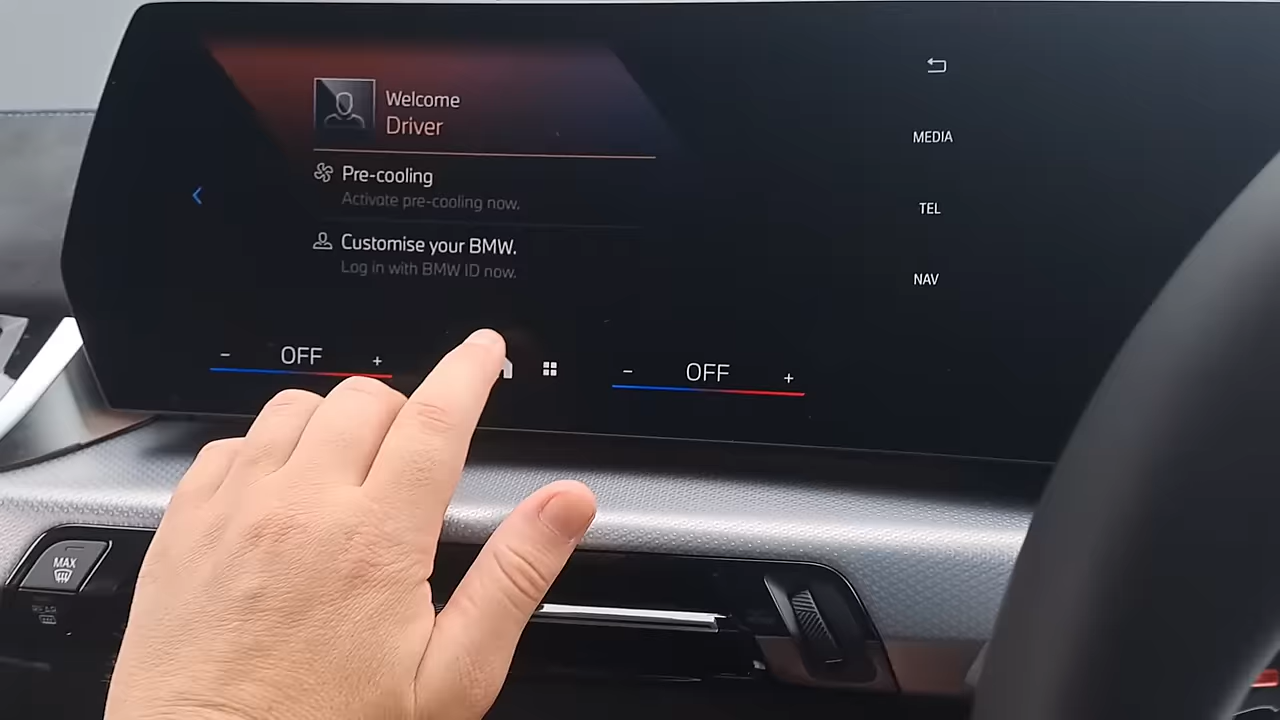 Welcome
Driver
Pre-cooling
Activate pre-cooling now.
Customise your BMW.
Log in with BMW ID now.
MEDIA
TEL
NAV
- OFF +
- OFF +
MAX
REAR